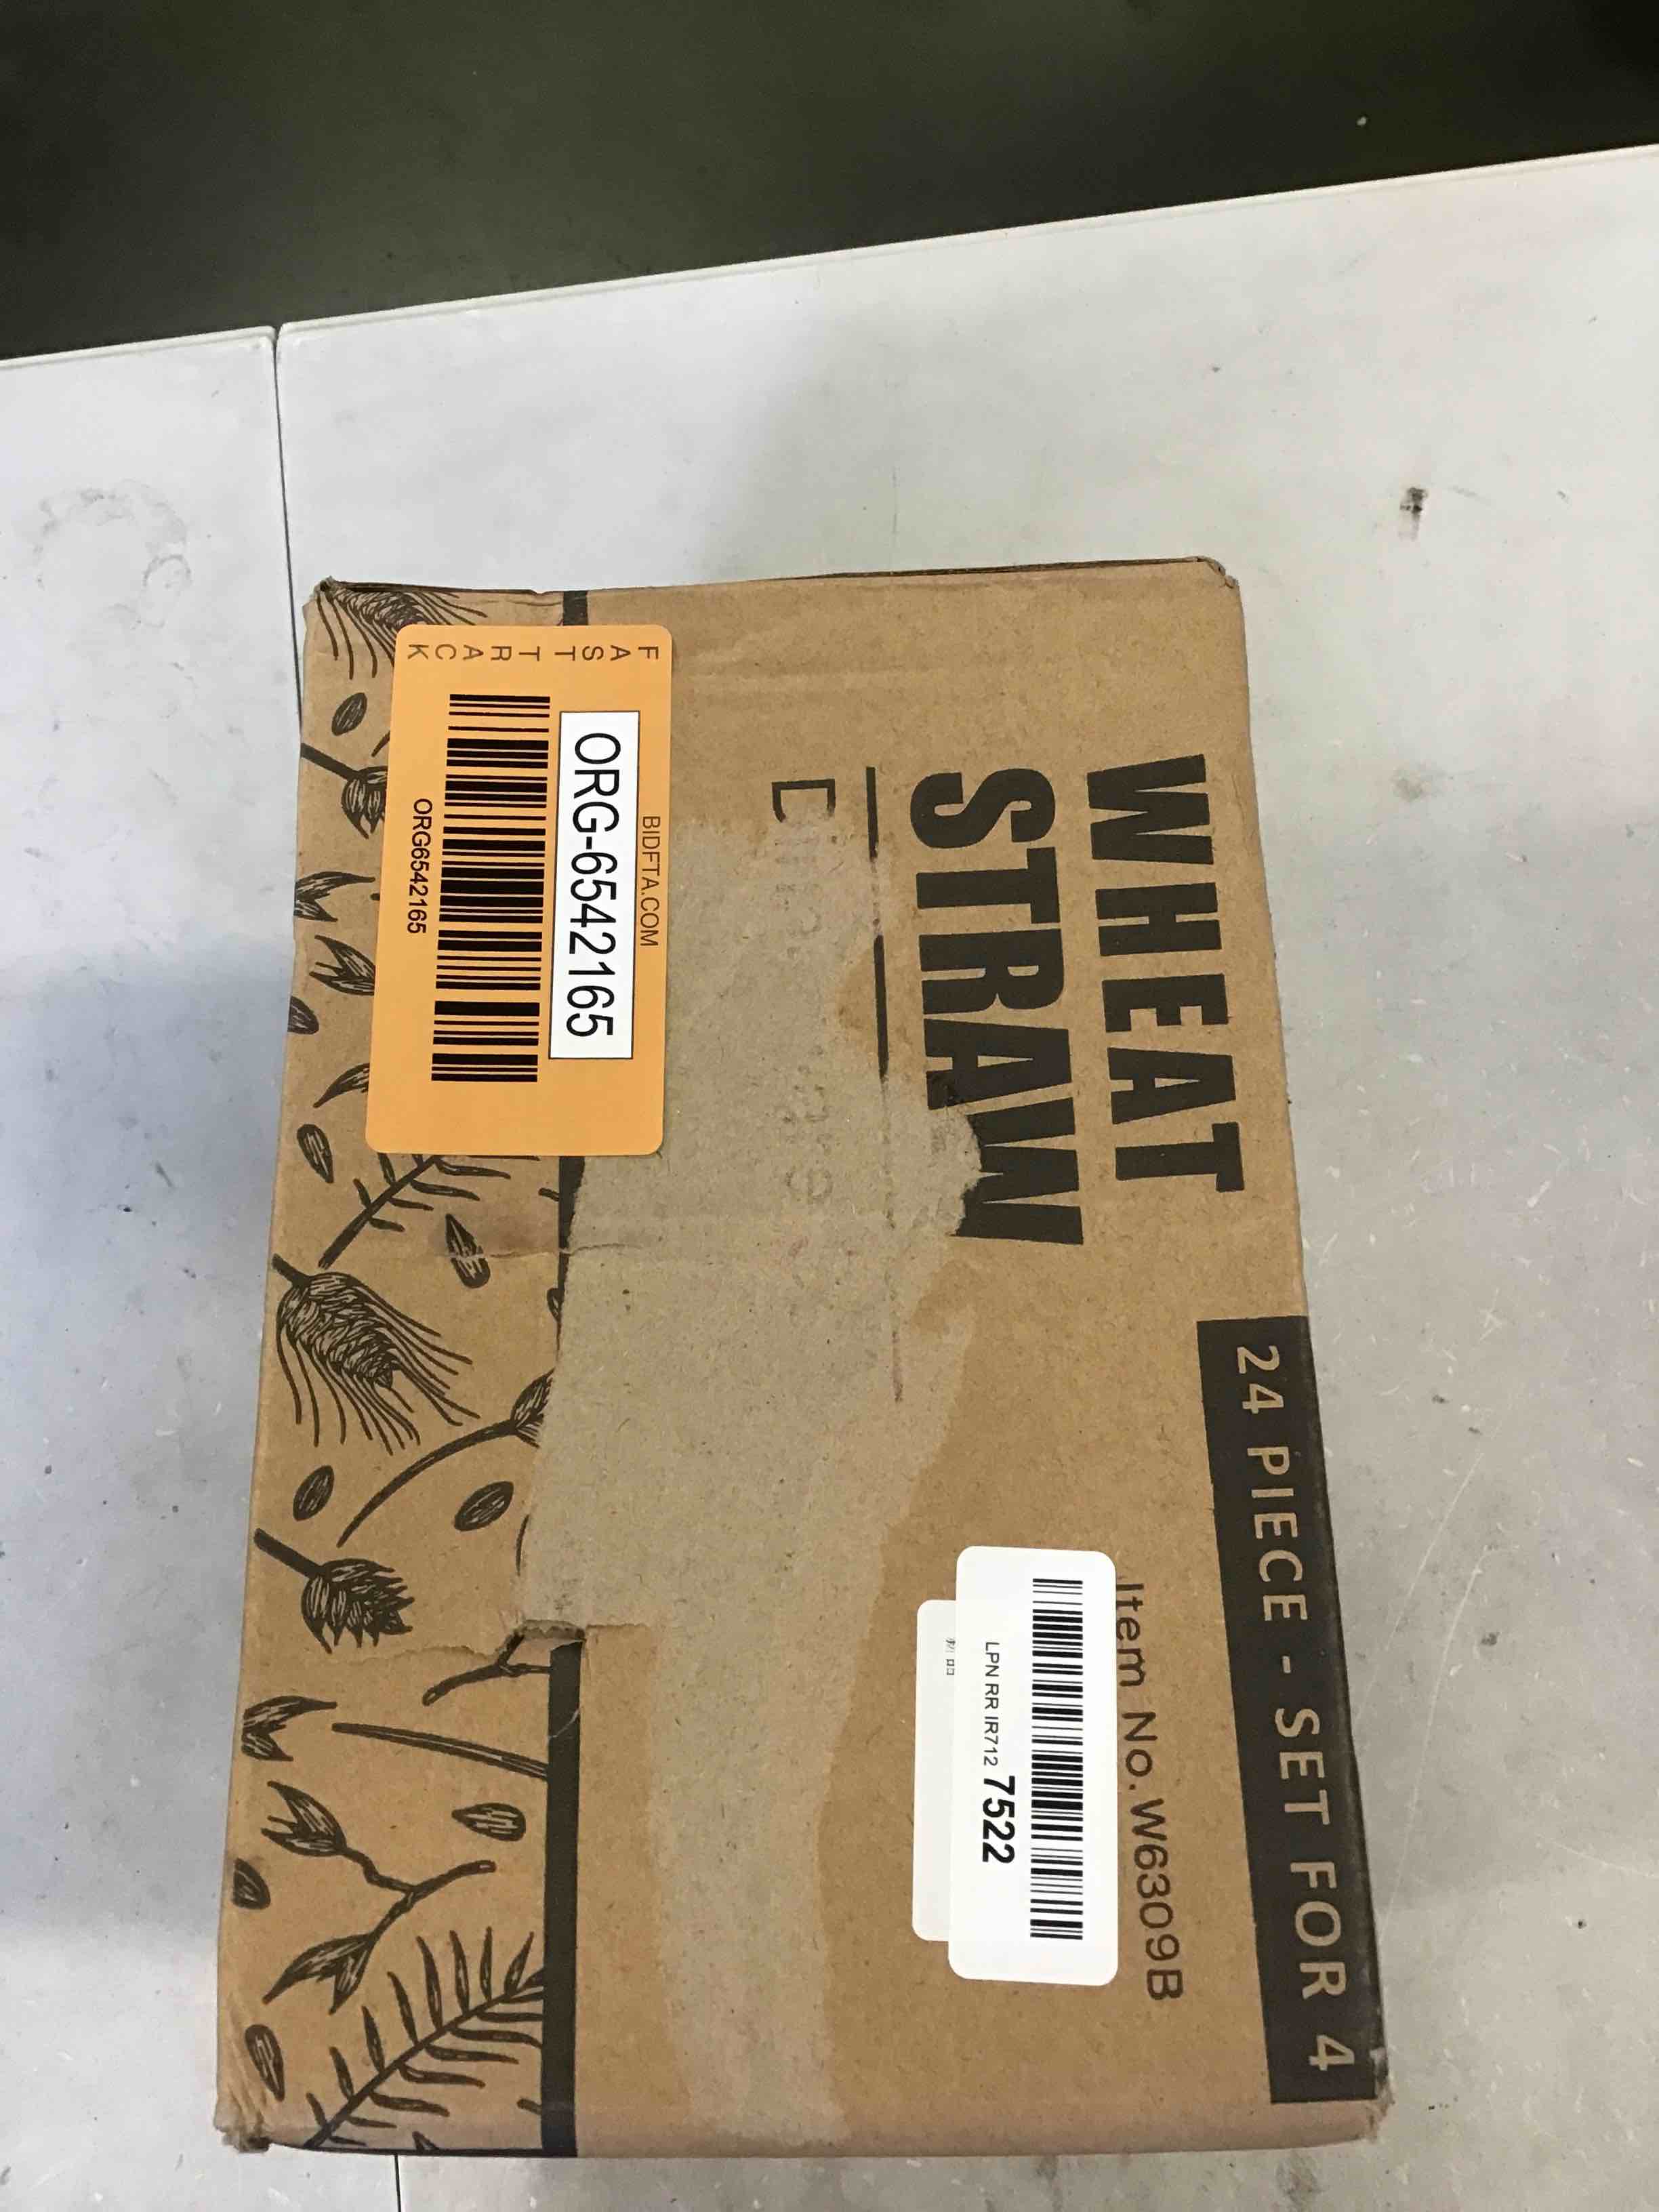 WHEAT
STRAW
24 PIECE - SET FOR 4
Item No.W6309B
LPN RR IR712 7522
BIDFTA.COM
ORG-6542165
ORG6542165
FAST TRACK